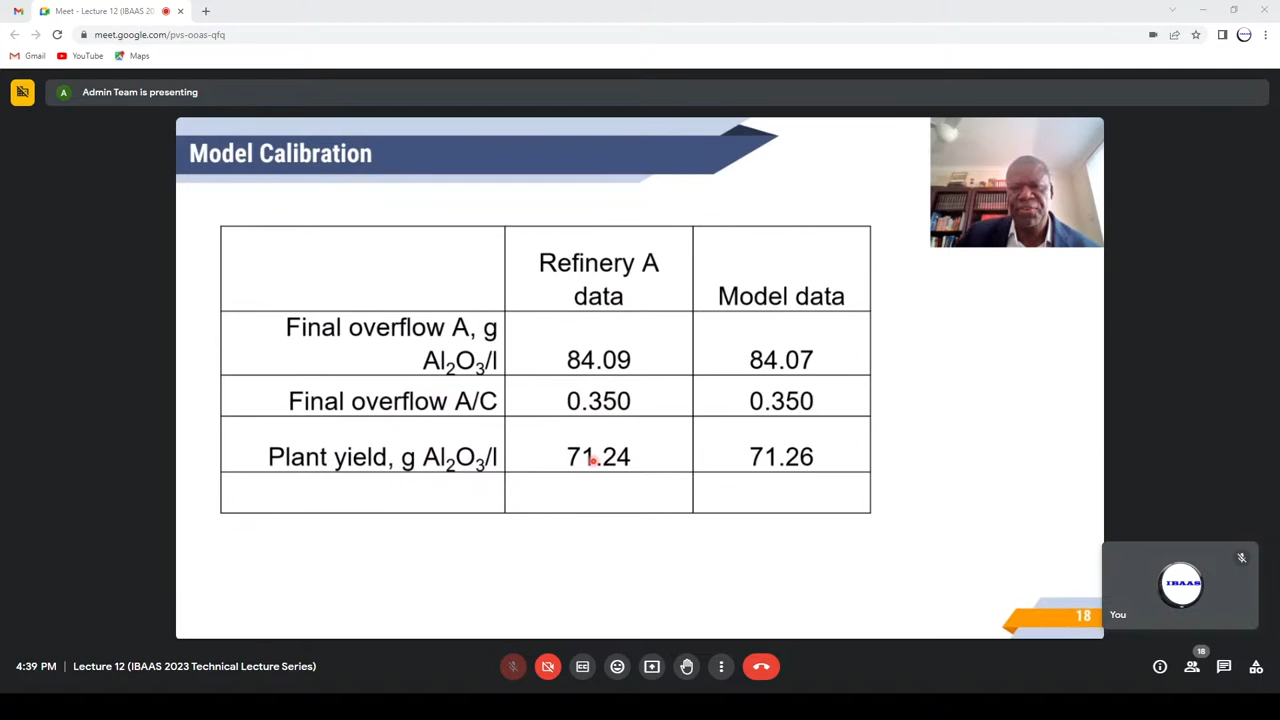 Meet - Lecture 12 (IBAAS 20
meet.google.com/pvs-ooas-qfq
Gmail
YouTube
Maps
A
Admin Team is presenting
Model Calibration
Refinery A
data
Model data
Final overflow A, g
Al₂O₃/l
84.09
84.07
Final overflow A/C
0.350
0.350
Plant yield, g Al₂O₃/l
71.24
71.26
IBAAS
You
18
4:39 PM | Lecture 12 (IBAAS 2023 Technical Lecture Series)
18